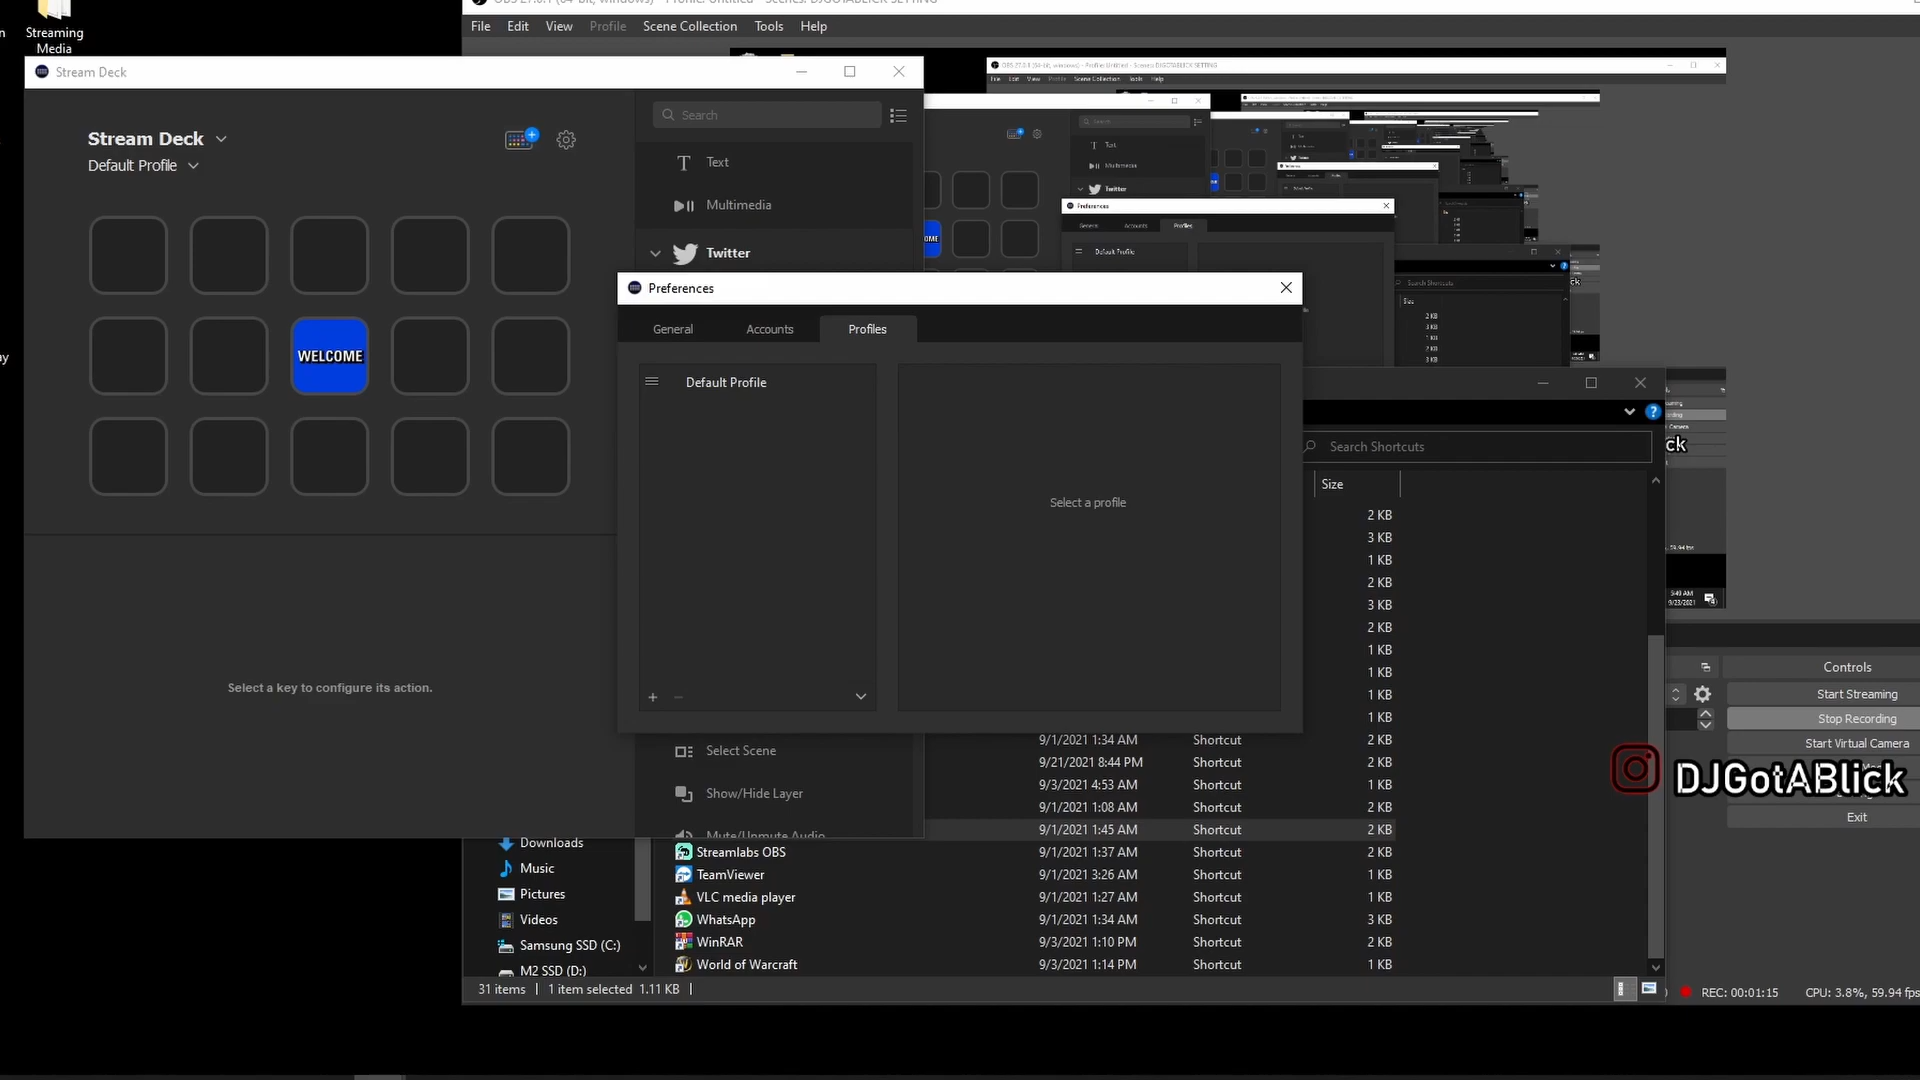 Streaming
Media
File Edit View Profile Scene Collection Tools Help
Stream Deck
Stream Deck
Default Profile
WELCOME
Select a key to configure its action.
Search
Text
Multimedia
Twitter
Select Scene
Show/Hide Layer
Mute/Unmute Audio
Preferences
General Accounts Profiles
Default Profile
Select a profile
+ −
Preferences
General Accounts Profiles
Default Profile
Search Shortcuts
Size
2 KB
3 KB
1 KB
2 KB
3 KB
2 KB
1 KB
1 KB
1 KB
1 KB
9/1/2021 1:34 AM Shortcut 2 KB
9/21/2021 8:44 PM Shortcut 2 KB
9/3/2021 4:53 AM Shortcut 1 KB
9/1/2021 1:08 AM Shortcut 2 KB
9/1/2021 1:45 AM Shortcut 2 KB
Streamlabs OBS 9/1/2021 1:37 AM Shortcut 2 KB
TeamViewer 9/1/2021 3:26 AM Shortcut 1 KB
VLC media player 9/1/2021 1:27 AM Shortcut 1 KB
WhatsApp 9/1/2021 1:34 AM Shortcut 3 KB
WinRAR 9/3/2021 1:10 PM Shortcut 2 KB
World of Warcraft 9/3/2021 1:14 PM Shortcut 1 KB
Downloads
Music
Pictures
Videos
Samsung SSD (C:)
M2 SSD (D:)
31 items 1 item selected 1.11 KB
ck
Controls
Start Streaming
Stop Recording
Start Virtual Camera
DJGotABlick
Exit
REC: 00:01:15 CPU: 3.8%, 59.94 fps